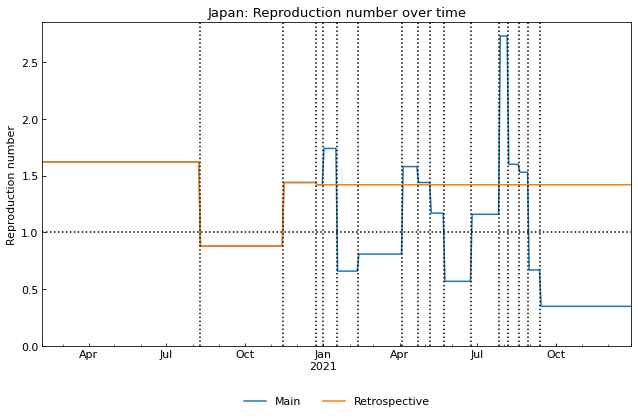 Japan: Reproduction number over time
Reproduction number
2.5
2.0
1.5
1.0
0.5
0.0
Apr Jul Oct Jan Apr Jul Oct
2021
Main Retrospective